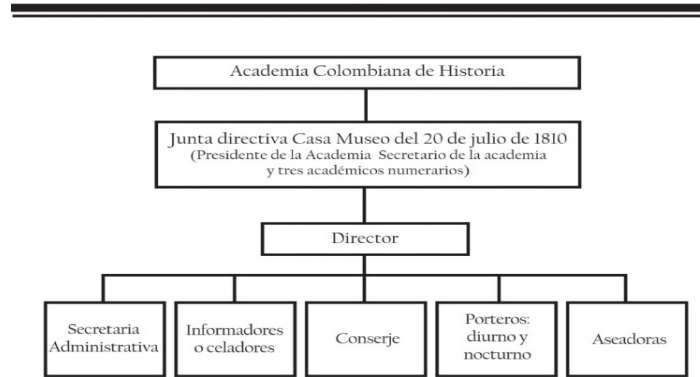 Academia Colombiana de Historia
Junta directiva Casa Museo del 20 de julio de 1810
(Presidente de la Academia Secretario de la academia
y tres académicos numerarios)
Director
Secretaria
Administrativa
Informadores
o celadores
Conserje
Porteros:
diurno y
nocturno
Aseadoras